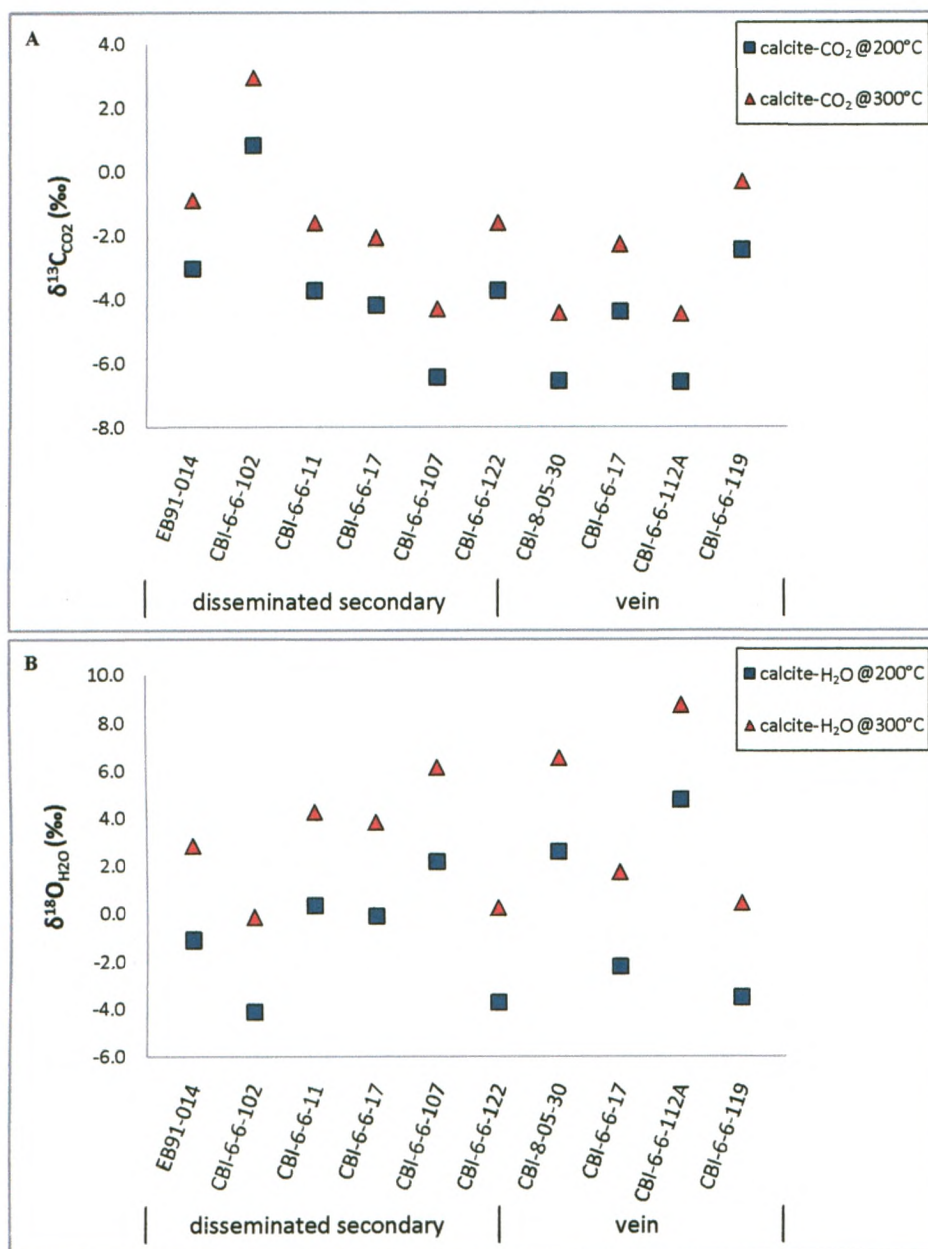 A
calcite-CO₂ @200°C
calcite-CO₂ @300°C
4.0
2.0
0.0
-2.0
-4.0
-6.0
-8.0
δ¹³C_CO2 (‰)
EB91-014
CBI-6-6-102
CBI-6-6-11
CBI-6-6-17
CBI-6-6-107
CBI-6-6-122
CBI-8-05-30
CBI-6-6-17
CBI-6-6-112A
CBI-6-6-119
disseminated secondary
vein
B
calcite-H₂O @200°C
calcite-H₂O @300°C
10.0
8.0
6.0
4.0
2.0
0.0
-2.0
-4.0
-6.0
δ¹⁸O_H2O (‰)
EB91-014
CBI-6-6-102
CBI-6-6-11
CBI-6-6-17
CBI-6-6-107
CBI-6-6-122
CBI-8-05-30
CBI-6-6-17
CBI-6-6-112A
CBI-6-6-119
disseminated secondary
vein